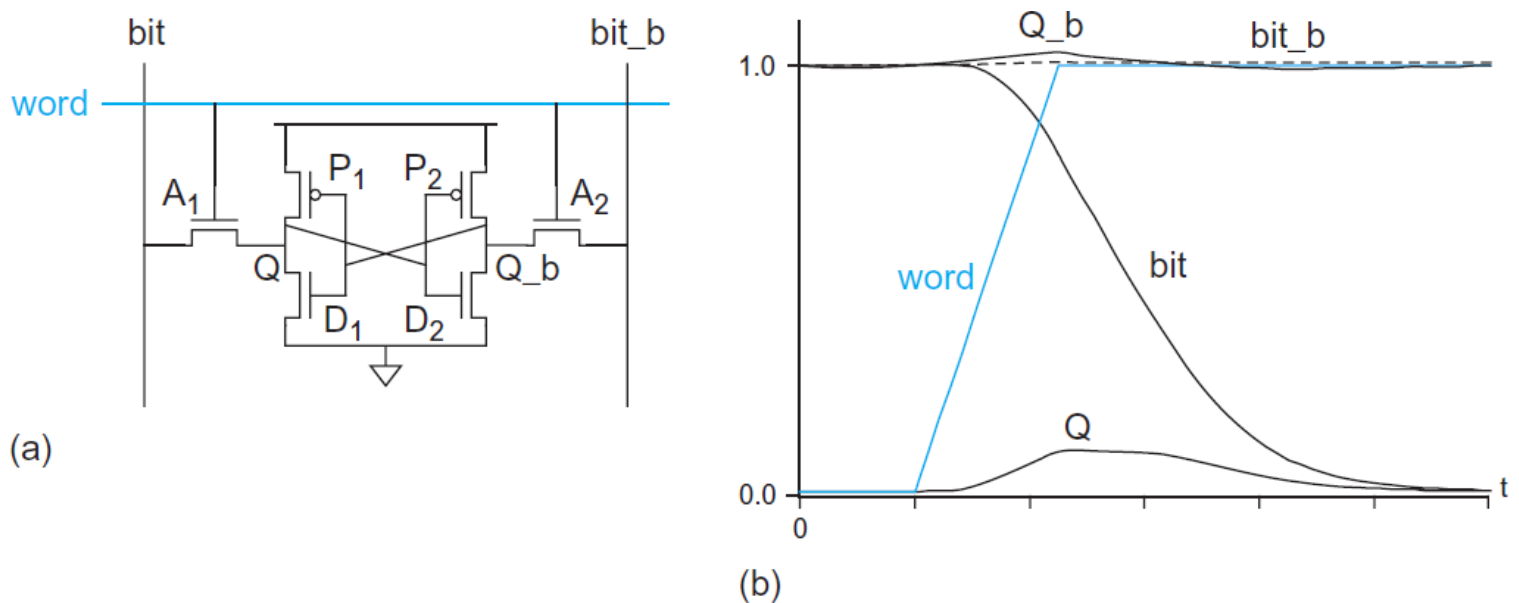 bit bit_b
word
P1 P2
A1 A2
Q Q_b
D1 D2
(a)
Q_b
bit_b
1.0
bit
word
Q
0.0
t
0
(b)